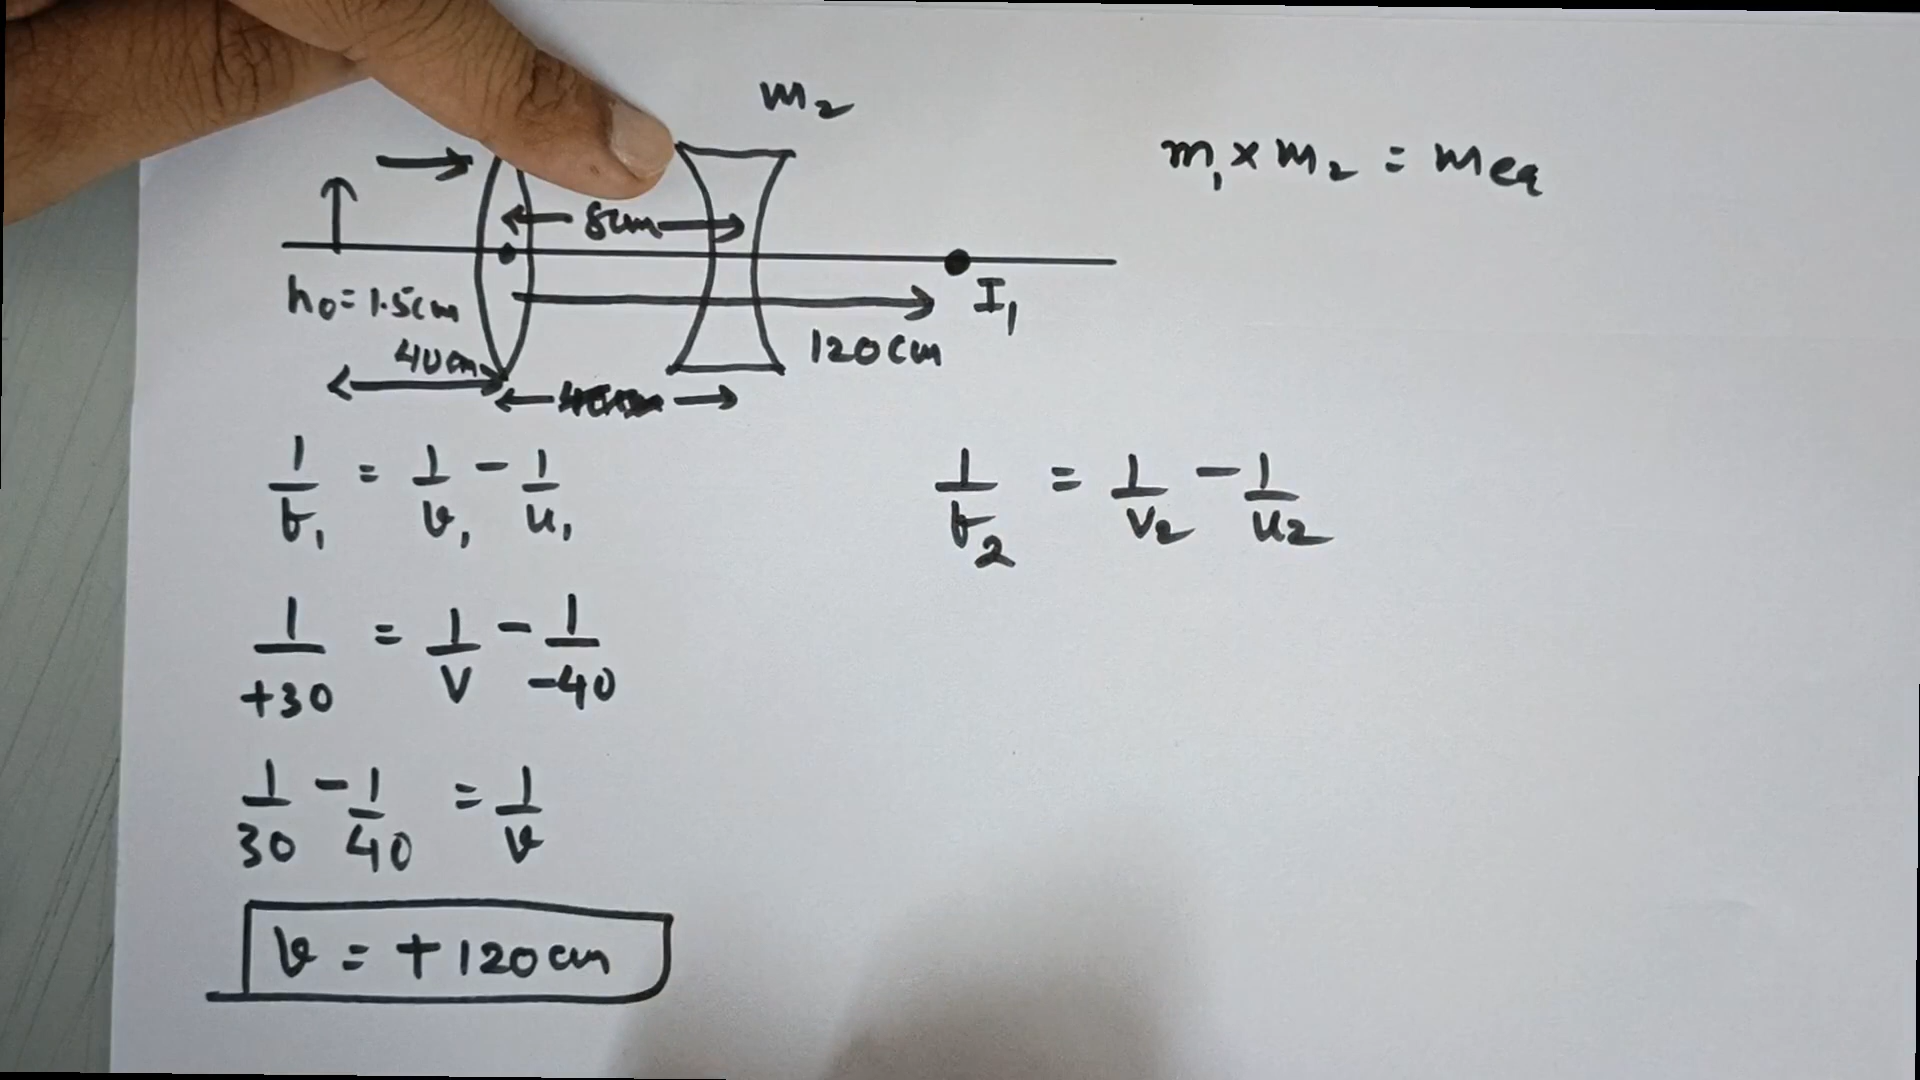 m₂
m₁ × m₂ = meq
8cm
h₀ = 1.5cm
I₁
40cm
120cm
1/f₁ = 1/v₁ - 1/u₁
1/f₂ = 1/v₂ - 1/u₂
1/+30 = 1/v - 1/-40
1/30 - 1/40 = 1/v
v = +120cm